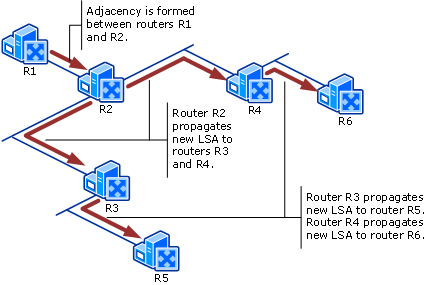 Adjacency is formed
between routers R1
and R2.
R1
R2
R4
R6
Router R2
propagates
new LSA to
routers R3
and R4.
R3
Router R3 propagates
new LSA to router R5.
Router R4 propagates
new LSA to router R6.
R5